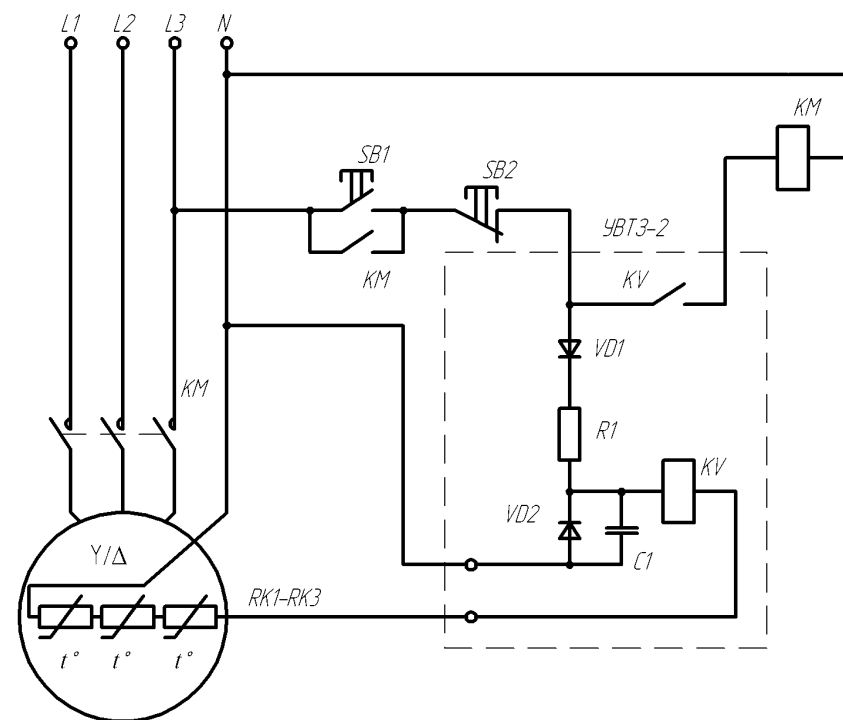 L1 L2 L3 N
KM
SB1
SB2
УВТЗ-2
KM
KV
VD1
KM
R1
KV
VD2
C1
Y/Δ
RK1-RK3
t° t° t°